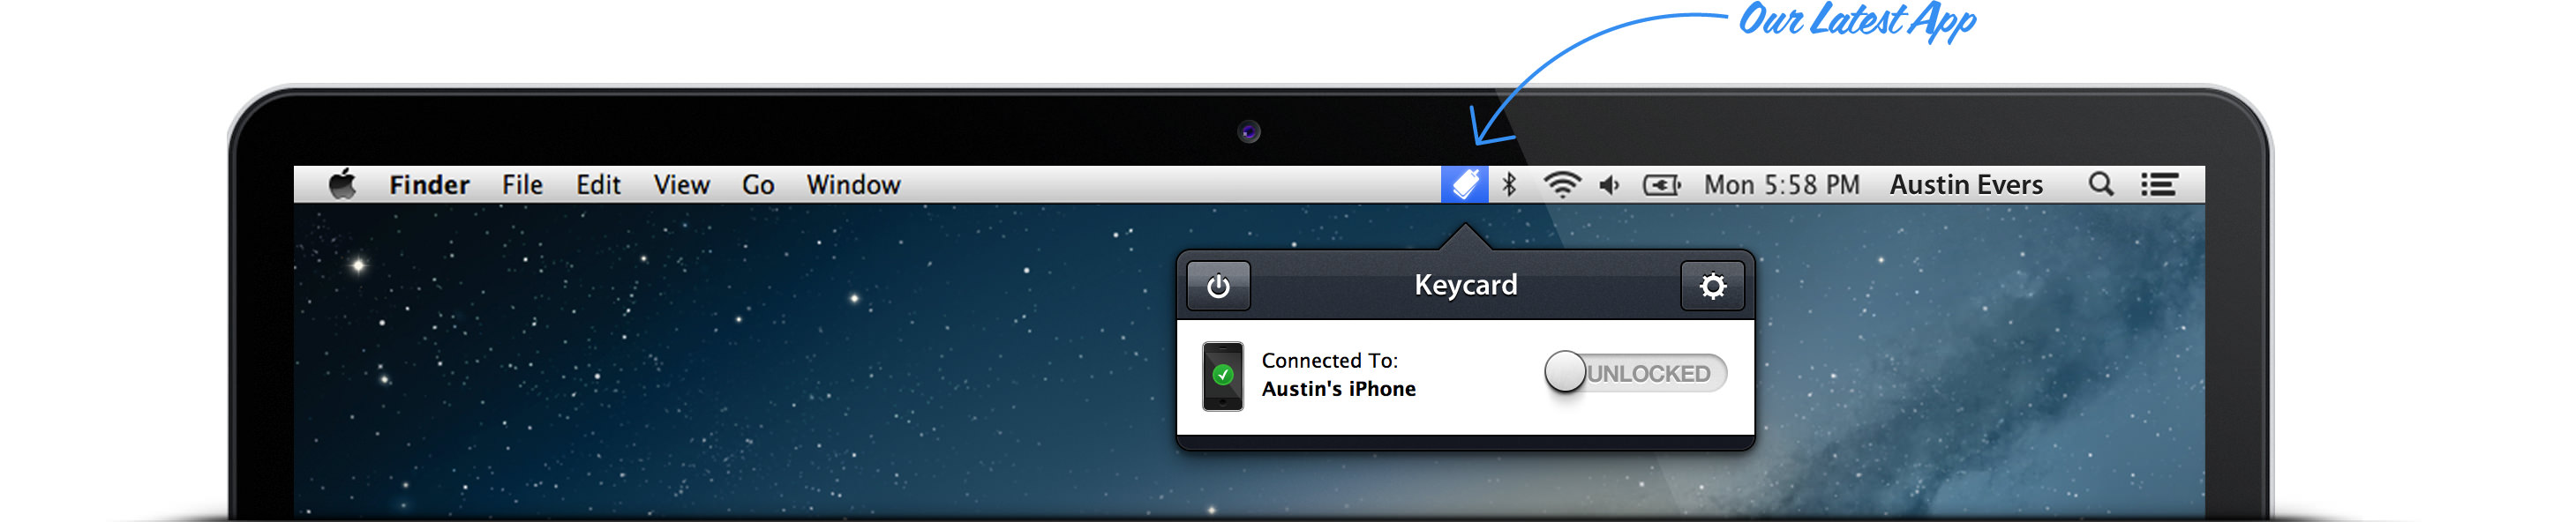 Our Latest App
Finder File Edit View Go Window Mon 5:58 PM Austin Evers
Keycard
Connected To:
Austin's iPhone
UNLOCKED